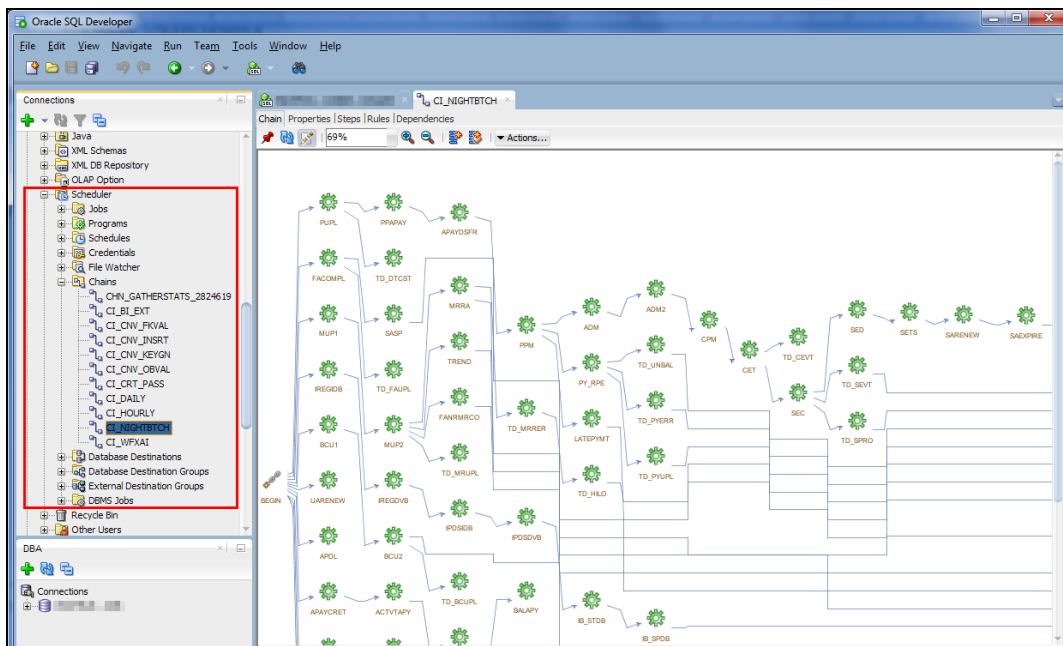 Oracle SQL Developer
File Edit View Navigate Run Team Tools Window Help
Connections
Java
XML Schemas
XML DB Repository
OLAP Option
Scheduler
Jobs
Programs
Schedules
Credentials
File Watcher
Chains
CHN_GATHERSTATS_2824619
CI_BI_EXT
CI_CNV_FKVAL
CI_CNV_INSRT
CI_CNV_KEYGN
CI_CNV_OBVAL
CI_CRT_PASS
CI_DAILY
CI_HOURLY
CI_NIGHTBTCH
CI_WFXAI
Database Destinations
Database Destination Groups
External Destination Groups
DBMS Jobs
Recycle Bin
Other Users
DBA
Connections
CI_NIGHTBTCH
Chain Properties Steps Rules Dependencies
69% Actions...
PUPL PPAPAY APAYDSFR
FACOMPL TD_DTCST
MUP1 SASP MRRA PPM ADM ADM2 CPM CET TD_CEVT SED SETS SARENEW SAEXPIRE
IREGIDB TD_FAUPL TREND PY_RPE TD_UNBAL SEC TD_SEVT
BCU1 MUP2 FANRMRCO TD_MRRER LATEPYMT TD_PYERR TD_SPRO
BEGIN UARENEW IREGDVB TD_MRUPL TD_HILO TD_PYUPL
APDL BCU2 IPDSIDB IPDSDVB
APAYCRET ACTVTAPY TD_BCUPL BALAPY IB_STDB IB_SPDB